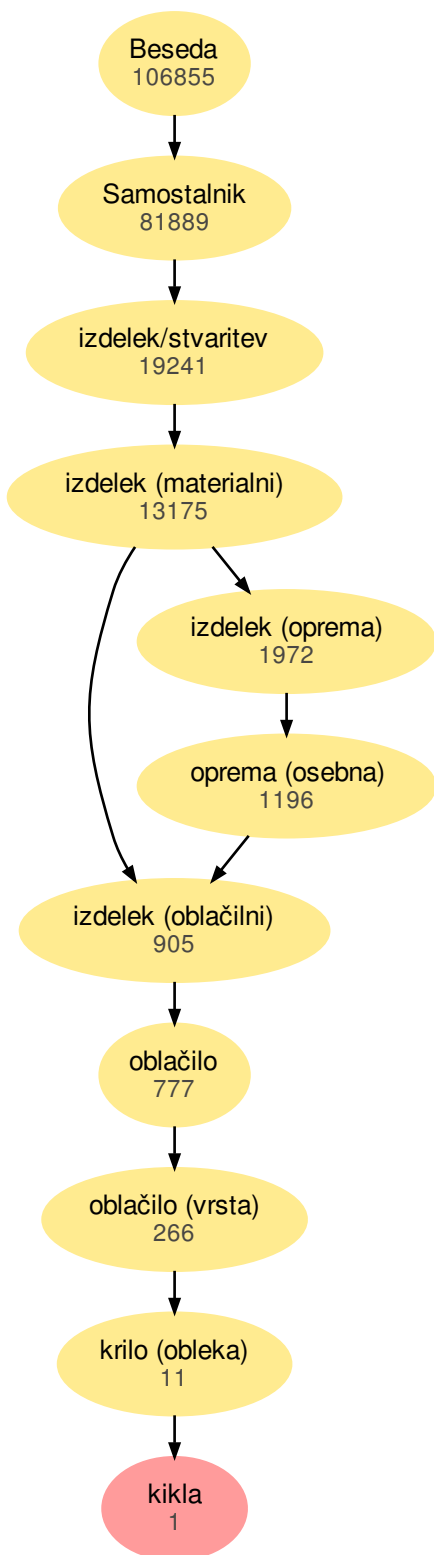 Beseda
106855
Samostalnik
81889
izdelek/stvaritev
19241
izdelek (materialni)
13175
izdelek (oprema)
1972
oprema (osebna)
1196
izdelek (oblačilni)
905
oblačilo
777
oblačilo (vrsta)
266
krilo (obleka)
11
kikla
1